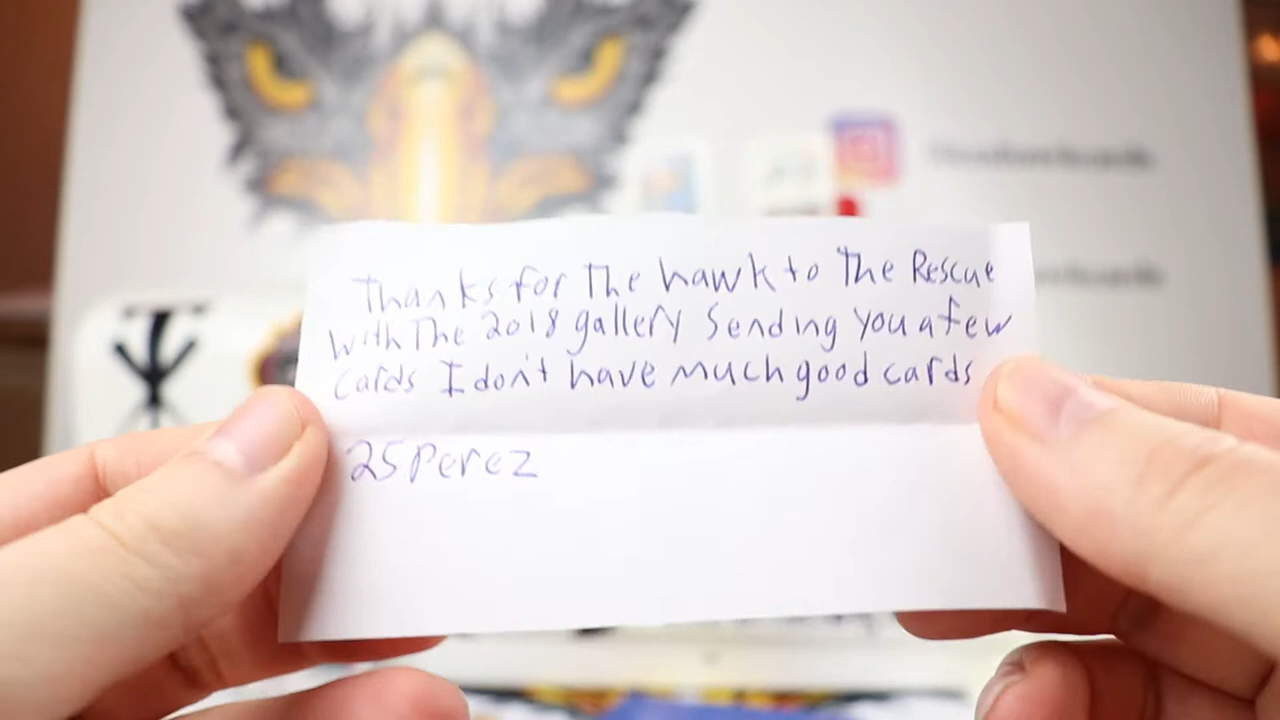 Thanks for The hawk to The Rescue
With The 2018 gallery Sending you a few
cards I don't have much good cards
25 Perez